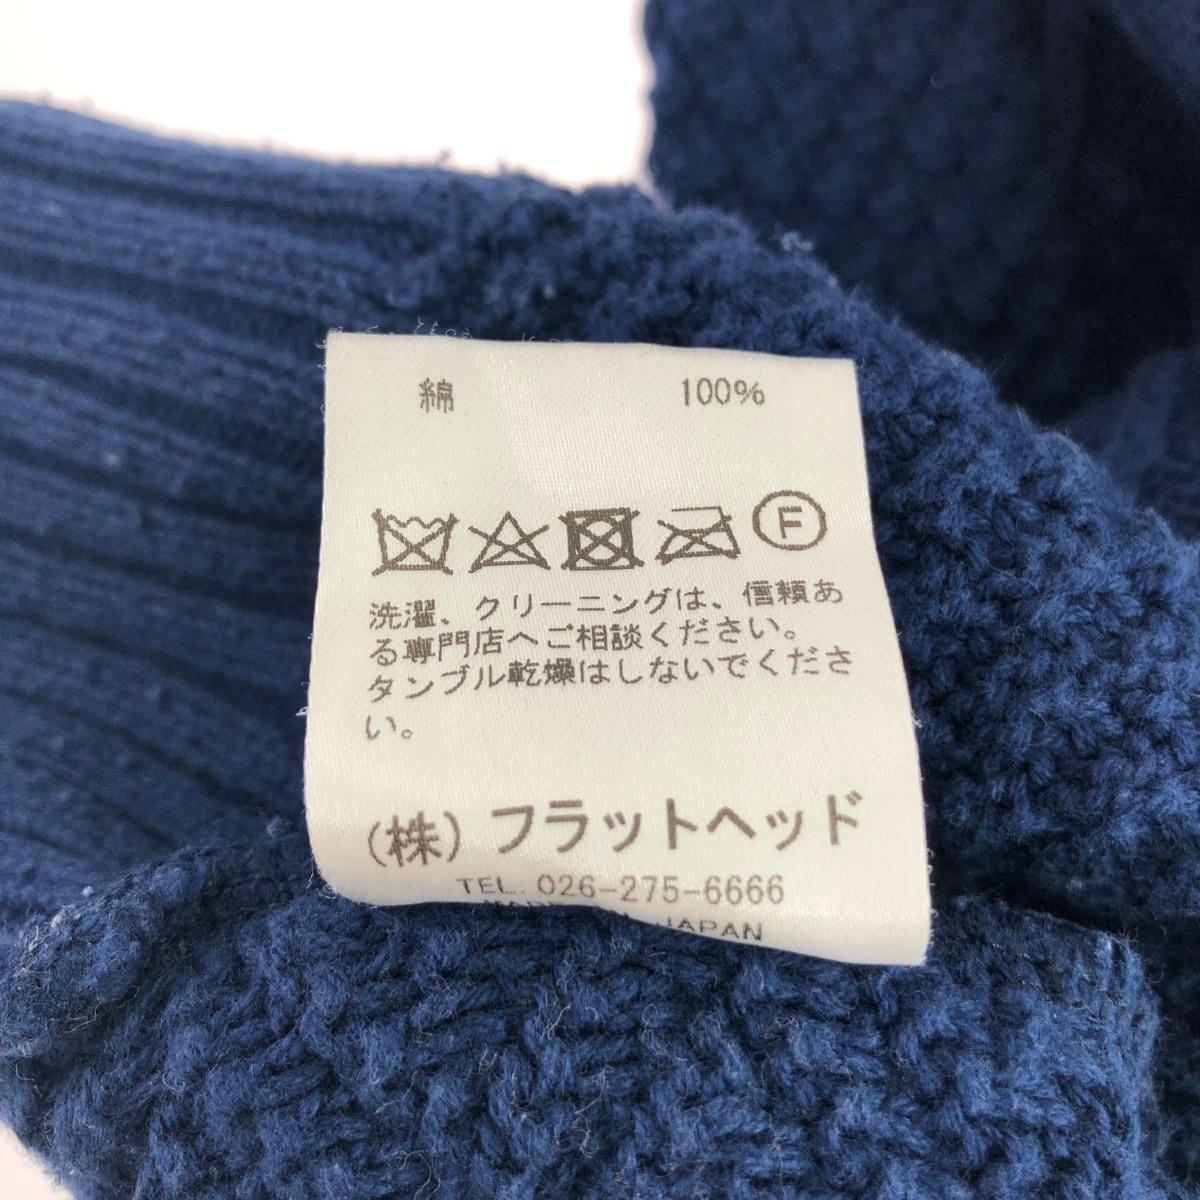 綿 100%
F
洗濯、クリーニングは、信頼あ
る専門店へご相談ください。
タンブル乾燥はしないでくださ
い。
(株) フラットヘッド
TEL. 026-275-6666
MADE IN JAPAN